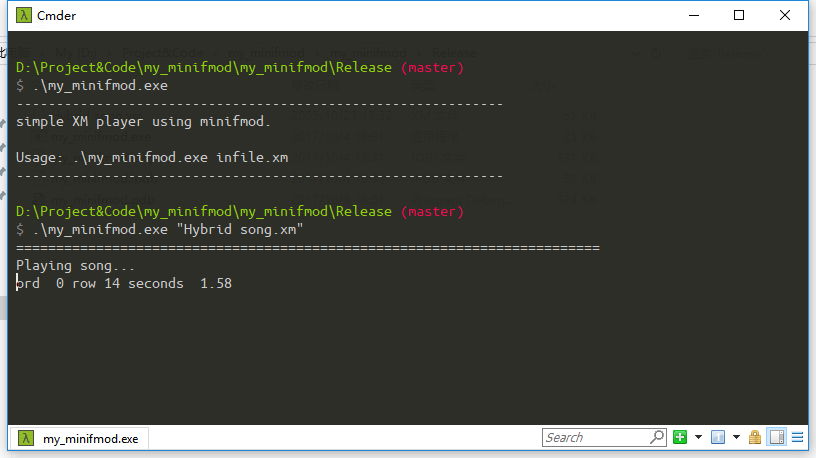 Cmder
D:\Project&Code\my_minifmod\my_minifmod\Release (master)
$ .\my_minifmod.exe
-------------------------------------------------------------
simple XM player using minifmod.
Usage: .\my_minifmod.exe infile.xm
-------------------------------------------------------------
D:\Project&Code\my_minifmod\my_minifmod\Release (master)
$ .\my_minifmod.exe "Hybrid song.xm"
=========================================================================
Playing song...
ord  0 row 14 seconds  1.58
my_minifmod.exe
Search